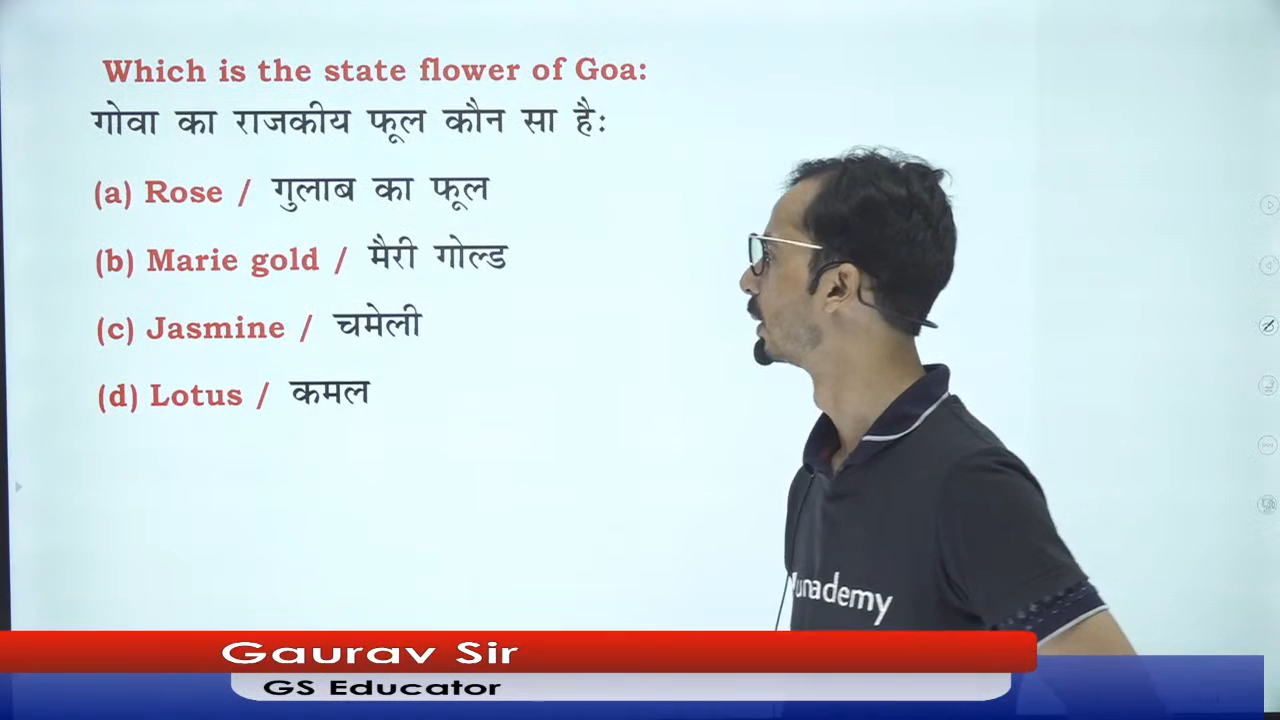 Which is the state flower of Goa:
गोवा का राजकीय फूल कौन सा है:
(a) Rose / गुलाब का फूल
(b) Marie gold / मैरी गोल्ड
(c) Jasmine / चमेली
(d) Lotus / कमल
unademy
Gaurav Sir
GS Educator